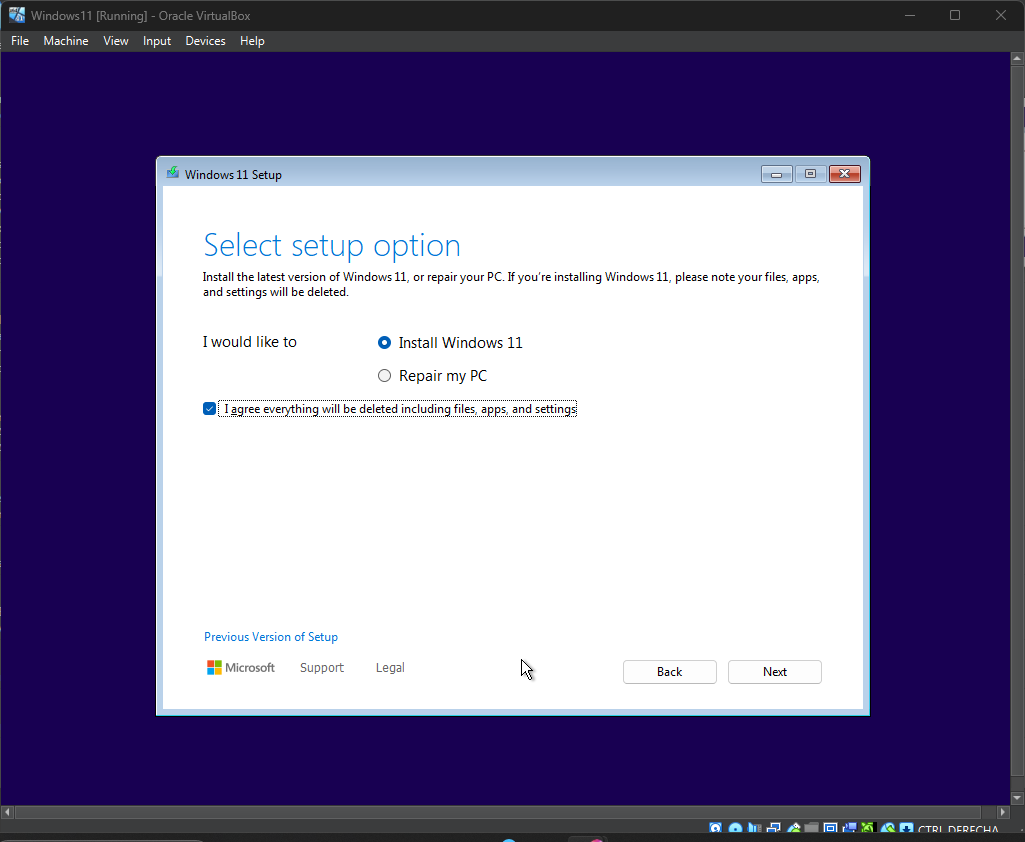 Windows11 [Running] - Oracle VirtualBox
File Machine View Input Devices Help
Windows 11 Setup
Select setup option
Install the latest version of Windows 11, or repair your PC. If you're installing Windows 11, please note your files, apps,
and settings will be deleted.
I would like to
Install Windows 11
Repair my PC
I agree everything will be deleted including files, apps, and settings
Previous Version of Setup
Microsoft Support Legal
Back Next
CTRL DERECHA